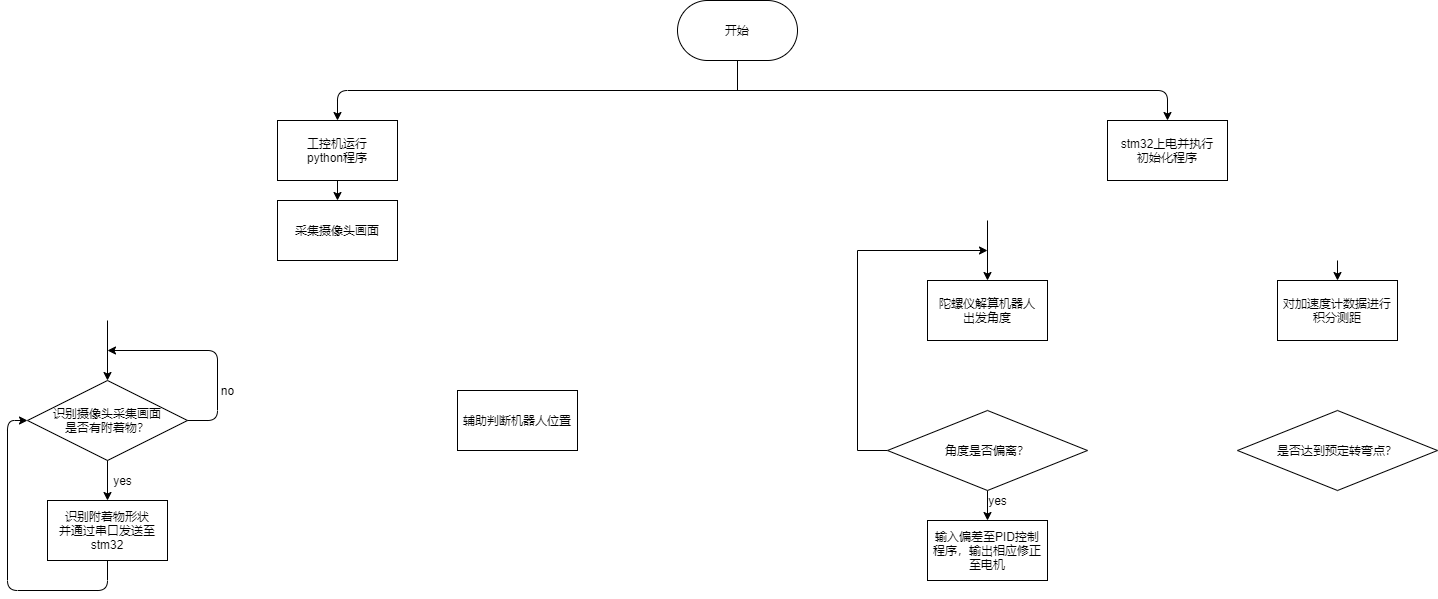 开始
工控机运行
python程序
stm32上电并执行
初始化程序
采集摄像头画面
陀螺仪解算机器人
出发角度
对加速度计数据进行
积分测距
no
识别摄像头采集画面
是否有附着物?
辅助判断机器人位置
角度是否偏离?
是否达到预定转弯点?
yes
识别附着物形状
并通过串口发送至
stm32
yes
输入偏差至PID控制
程序，输出相应修正
至电机